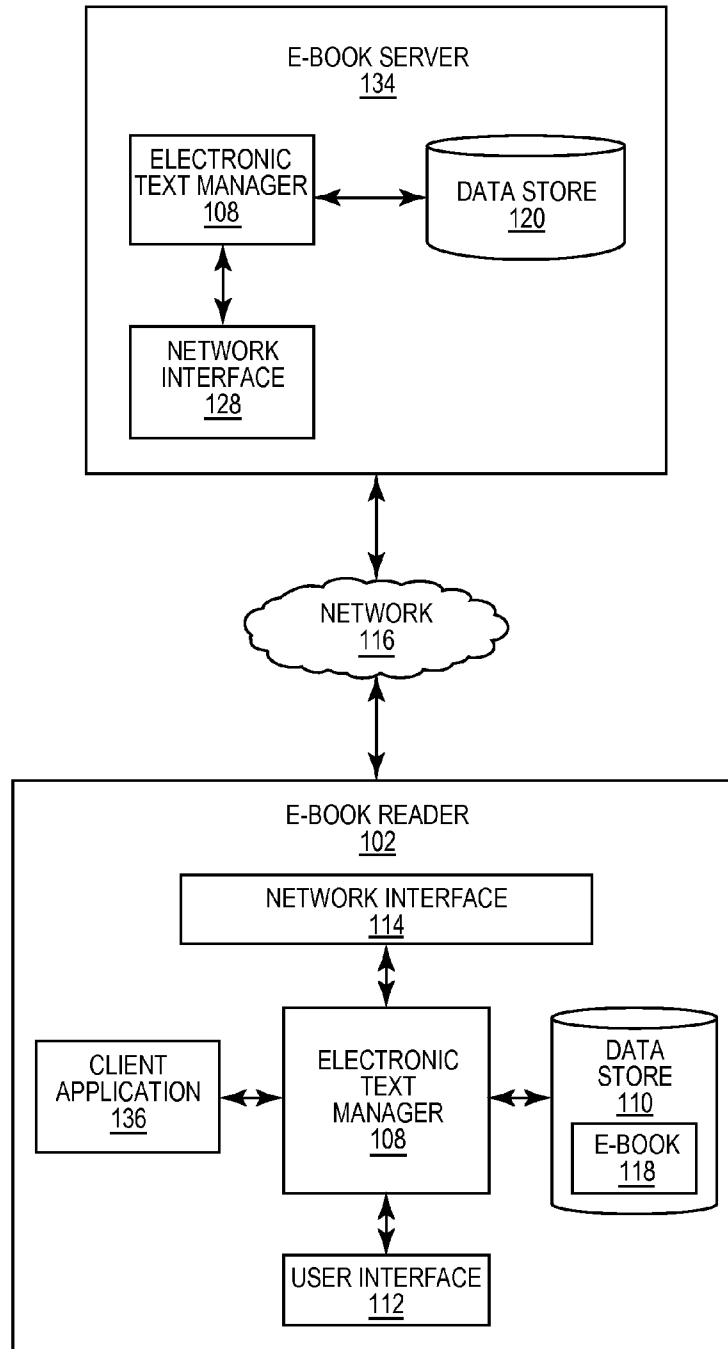 E-BOOK SERVER
134
ELECTRONIC
TEXT MANAGER
108
DATA STORE
120
NETWORK
INTERFACE
128
NETWORK
116
E-BOOK READER
102
NETWORK INTERFACE
114
CLIENT
APPLICATION
136
ELECTRONIC
TEXT
MANAGER
108
DATA
STORE
110
E-BOOK
118
USER INTERFACE
112